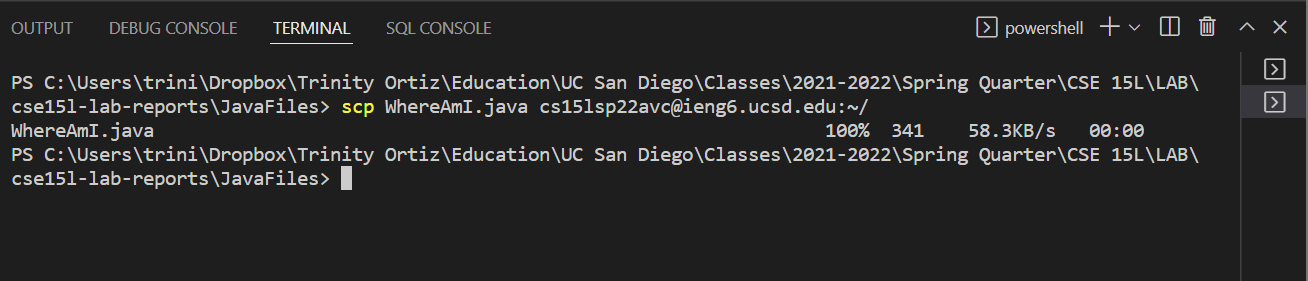 OUTPUT DEBUG CONSOLE TERMINAL SQL CONSOLE powershell
PS C:\Users\trini\Dropbox\Trinity Ortiz\Education\UC San Diego\Classes\2021-2022\Spring Quarter\CSE 15L\LAB\
cse15l-lab-reports\JavaFiles> scp WhereAmI.java cs15lsp22avc@ieng6.ucsd.edu:~/
WhereAmI.java 100% 341 58.3KB/s 00:00
PS C:\Users\trini\Dropbox\Trinity Ortiz\Education\UC San Diego\Classes\2021-2022\Spring Quarter\CSE 15L\LAB\
cse15l-lab-reports\JavaFiles>